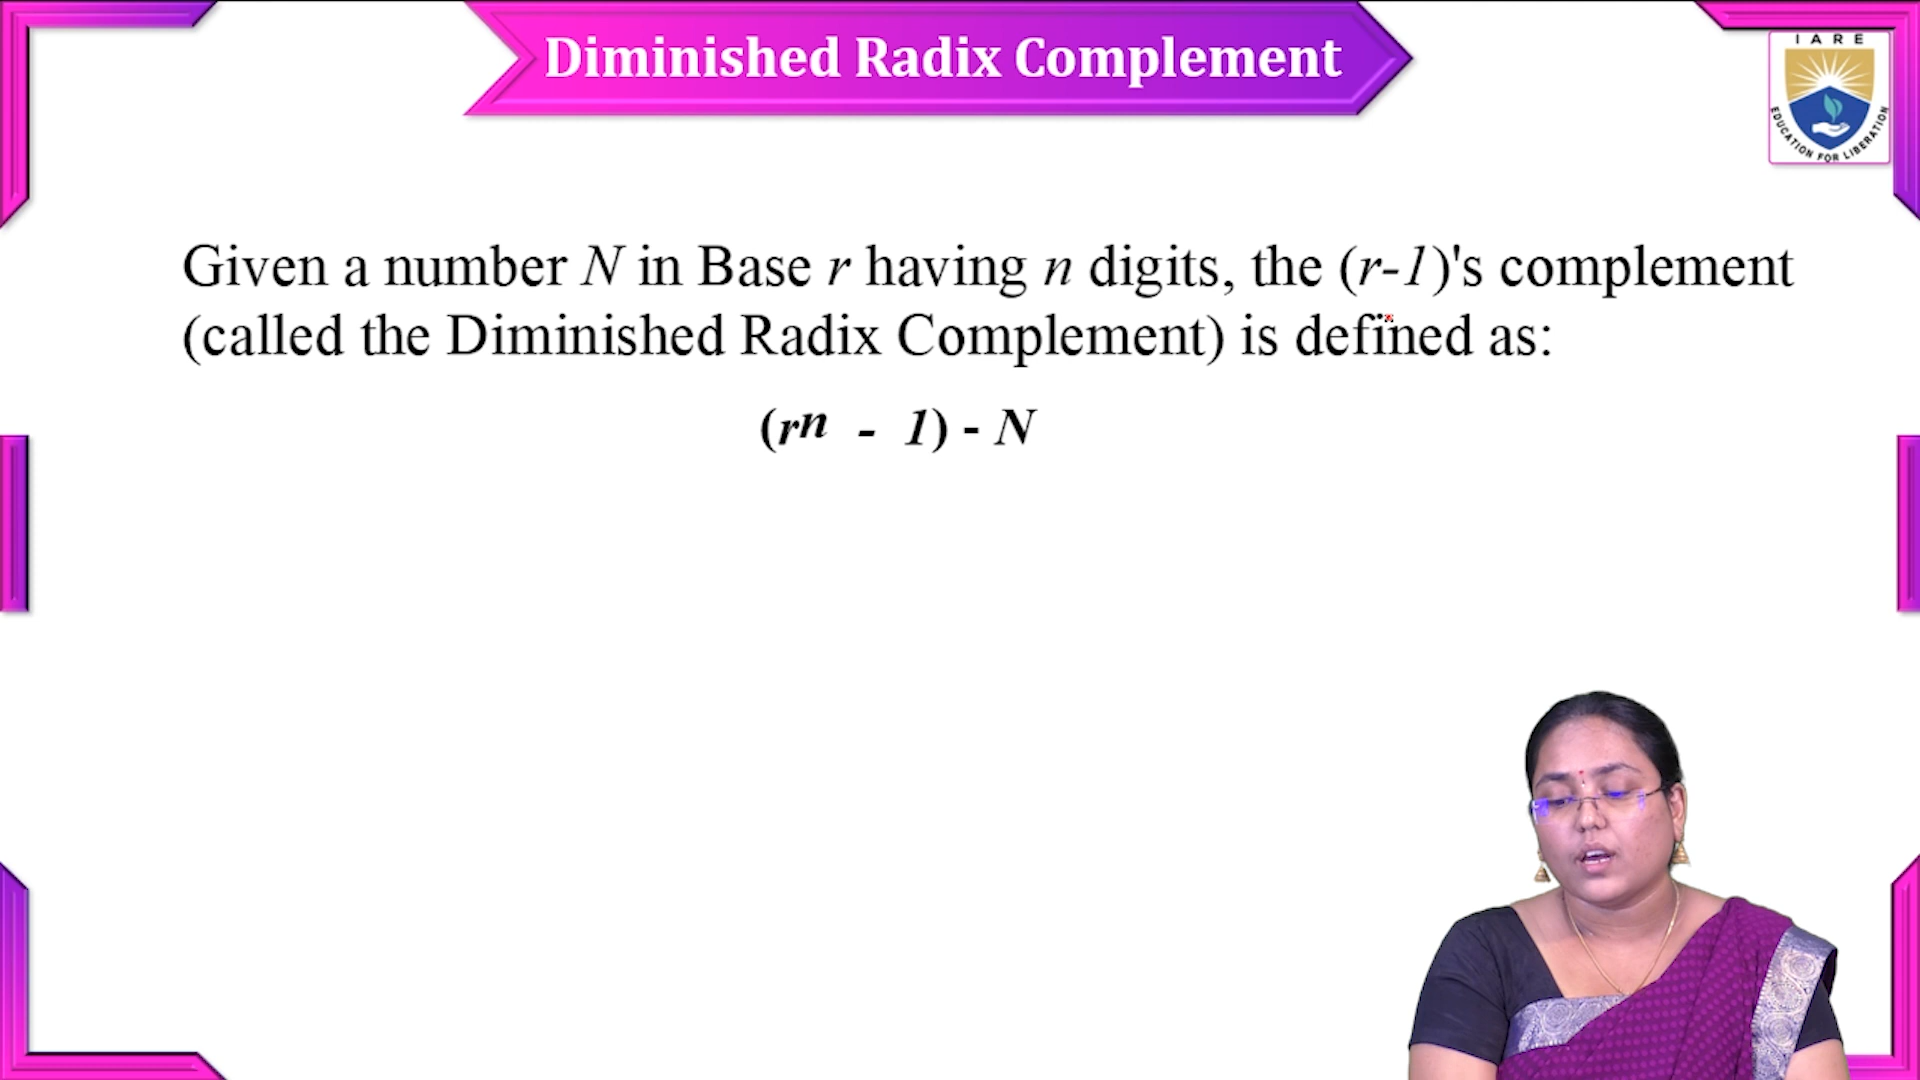 Diminished Radix Complement
IARE
EDUCATION FOR LIBERATION
Given a number N in Base r having n digits, the (r-1)'s complement
(called the Diminished Radix Complement) is defined as:
(rⁿ - 1) - N